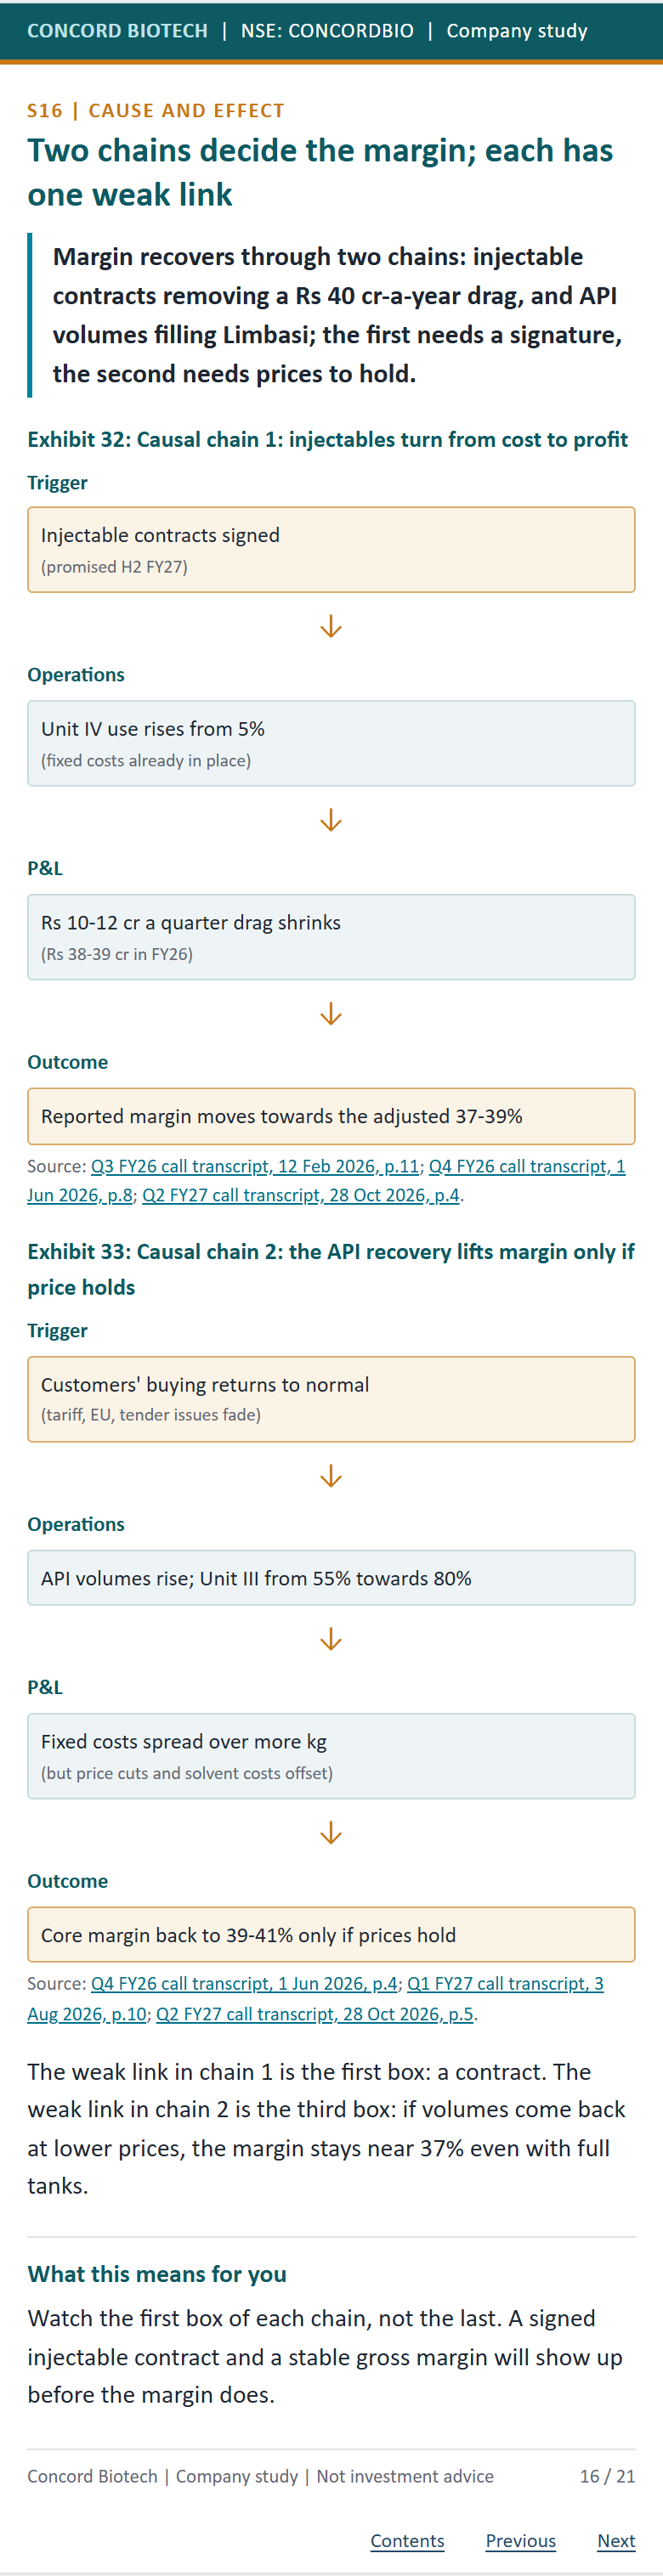 CONCORD BIOTECH | NSE: CONCORDBIO | Company study
S16 | CAUSE AND EFFECT
Two chains decide the margin; each has
one weak link
Margin recovers through two chains: injectable
contracts removing a Rs 40 cr-a-year drag, and API
volumes filling Limbasi; the first needs a signature,
the second needs prices to hold.
Exhibit 32: Causal chain 1: injectables turn from cost to profit
Trigger
Injectable contracts signed
(promised H2 FY27)
↓
Operations
Unit IV use rises from 5%
(fixed costs already in place)
↓
P&L
Rs 10-12 cr a quarter drag shrinks
(Rs 38-39 cr in FY26)
↓
Outcome
Reported margin moves towards the adjusted 37-39%
Source: Q3 FY26 call transcript, 12 Feb 2026, p.11; Q4 FY26 call transcript, 1
Jun 2026, p.8; Q2 FY27 call transcript, 28 Oct 2026, p.4.
Exhibit 33: Causal chain 2: the API recovery lifts margin only if
price holds
Trigger
Customers' buying returns to normal
(tariff, EU, tender issues fade)
↓
Operations
API volumes rise; Unit III from 55% towards 80%
↓
P&L
Fixed costs spread over more kg
(but price cuts and solvent costs offset)
↓
Outcome
Core margin back to 39-41% only if prices hold
Source: Q4 FY26 call transcript, 1 Jun 2026, p.4; Q1 FY27 call transcript, 3
Aug 2026, p.10; Q2 FY27 call transcript, 28 Oct 2026, p.5.
The weak link in chain 1 is the first box: a contract. The
weak link in chain 2 is the third box: if volumes come back
at lower prices, the margin stays near 37% even with full
tanks.
What this means for you
Watch the first box of each chain, not the last. A signed
injectable contract and a stable gross margin will show up
before the margin does.
Concord Biotech | Company study | Not investment advice 16 / 21
Contents Previous Next